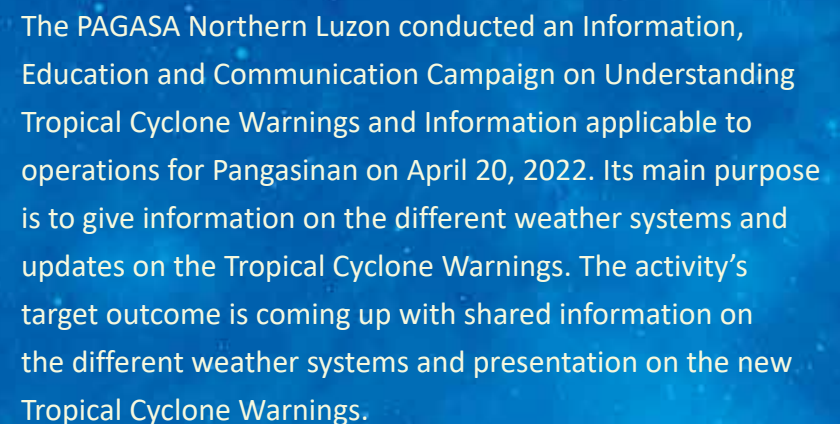 The PAGASA Northern Luzon conducted an Information,
Education and Communication Campaign on Understanding
Tropical Cyclone Warnings and Information applicable to
operations for Pangasinan on April 20, 2022. Its main purpose
is to give information on the different weather systems and
updates on the Tropical Cyclone Warnings. The activity’s
target outcome is coming up with shared information on
the different weather systems and presentation on the new
Tropical Cyclone Warnings.